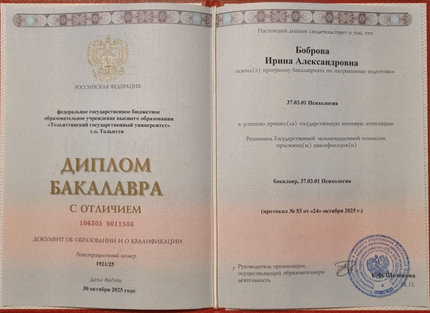 РОССИЙСКАЯ ФЕДЕРАЦИЯ
федеральное государственное бюджетное
образовательное учреждение высшего образования
«Тольяттинский государственный университет»
г.о. Тольятти
ДИПЛОМ
БАКАЛАВРА
С ОТЛИЧИЕМ
106305 0011506
ДОКУМЕНТ ОБ ОБРАЗОВАНИИ И О КВАЛИФИКАЦИИ
Регистрационный номер
1921/25
Дата выдачи
30 октября 2025 года
Настоящий диплом свидетельствует о том, что
Боброва
Ирина Александровна
освоил(а) программу бакалавриата по направлению подготовки
37.03.01 Психология
и успешно прошел(ла) государственную итоговую аттестацию
Решением Государственной экзаменационной комиссии
присвоена(ы) квалификация(и)
бакалавр, 37.03.01 Психология
(протокол № 53 от «24» октября 2025 г.)
Руководитель организации,
осуществляющей образовательную
деятельность
М.П.